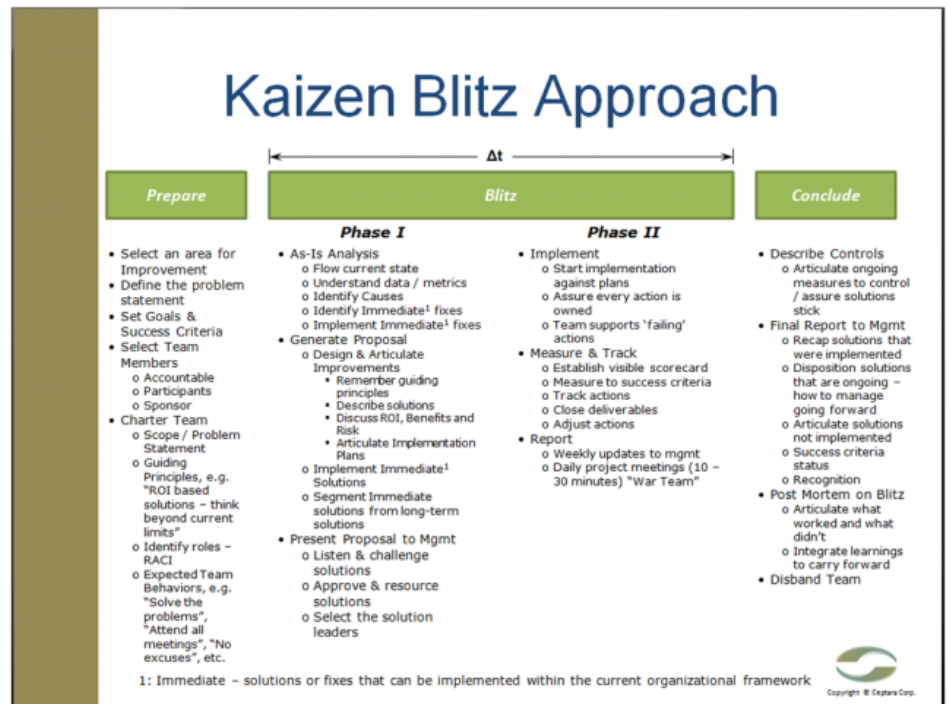 Kaizen Blitz Approach
Δt
Prepare
Blitz
Conclude
• Select an area for
Improvement
• Define the problem
statement
• Set Goals &
Success Criteria
• Select Team
Members
o Accountable
o Participants
o Sponsor
• Charter Team
o Scope / Problem
Statement
o Guiding
Principles, e.g.
"ROI based
solutions – think
beyond current
limits"
o Identify roles –
RACI
o Expected Team
Behaviors, e.g.
"Solve the
problems",
"Attend all
meetings", "No
excuses", etc.
Phase I
• As-Is Analysis
o Flow current state
o Understand data / metrics
o Identify Causes
o Identify Immediate¹ fixes
o Implement Immediate¹ fixes
• Generate Proposal
o Design & Articulate
Improvements
▪ Remember guiding
principles
▪ Describe solutions
▪ Discuss ROI, Benefits and
Risk
▪ Articulate Implementation
Plans
o Implement Immediate¹
Solutions
o Segment Immediate
solutions from long-term
solutions
• Present Proposal to Mgmt
o Listen & challenge
solutions
o Approve & resource
solutions
o Select the solution
leaders
Phase II
• Implement
o Start implementation
against plans
o Assure every action is
owned
o Team supports 'failing'
actions
• Measure & Track
o Establish visible scorecard
o Measure to success criteria
o Track actions
o Close deliverables
o Adjust actions
• Report
o Weekly updates to mgmt
o Daily project meetings (10 –
30 minutes) "War Team"
• Describe Controls
o Articulate ongoing
measures to control
/ assure solutions
stick
• Final Report to Mgmt
o Recap solutions that
were implemented
o Disposition solutions
that are ongoing –
how to manage
going forward
o Articulate solutions
not implemented
o Success criteria
status
o Recognition
• Post Mortem on Blitz
o Articulate what
worked and what
didn't
o Integrate learnings
to carry forward
• Disband Team
1: Immediate – solutions or fixes that can be implemented within the current organizational framework
Copyright © Ceptara Corp.